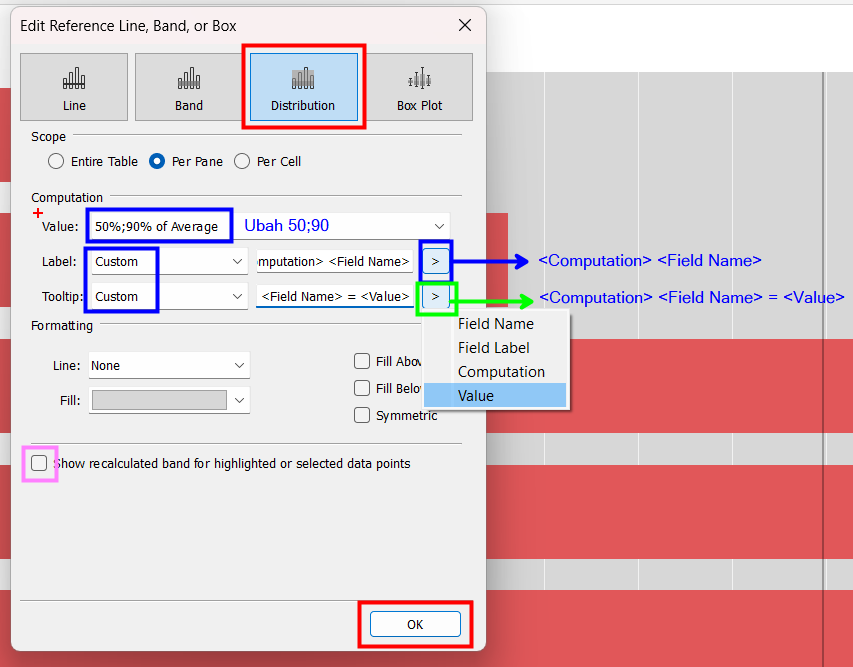 Edit Reference Line, Band, or Box
Line Band Distribution Box Plot
Scope
Entire Table Per Pane Per Cell
Computation
Value: 50%;90% of Average Ubah 50;90
Label: Custom omputation> <Field Name> > <Computation> <Field Name>
Tooltip: Custom <Field Name> = <Value> > <Computation> <Field Name> = <Value>
Formatting
Field Name
Field Label
Line: None Fill Abov
Computation
Fill: Fill Belo
Value
Symmetric
Show recalculated band for highlighted or selected data points
OK